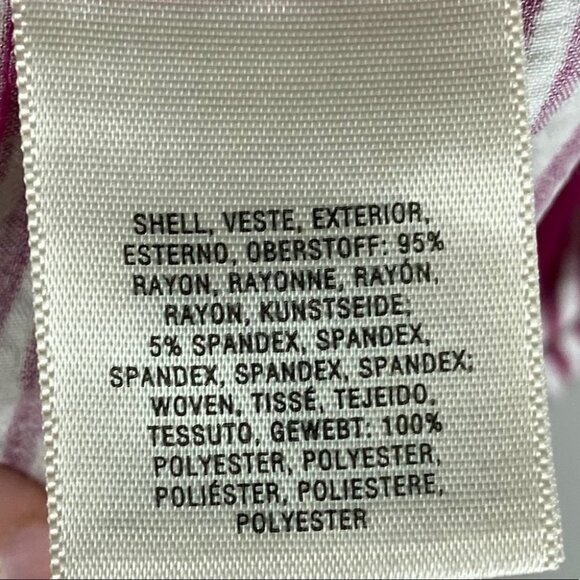 SHELL, VESTE, EXTERIOR,
ESTERNO, OBERSTOFF: 95%
RAYON, RAYONNE, RAYÓN,
RAYON, KUNSTSEIDE;
5% SPANDEX, SPANDEX,
SPANDEX, SPANDEX, SPANDEX;
WOVEN, TISSÉ, TEJEIDO,
TESSUTO, GEWEBT: 100%
POLYESTER, POLYESTER,
POLIÉSTER, POLIESTERE,
POLYESTER